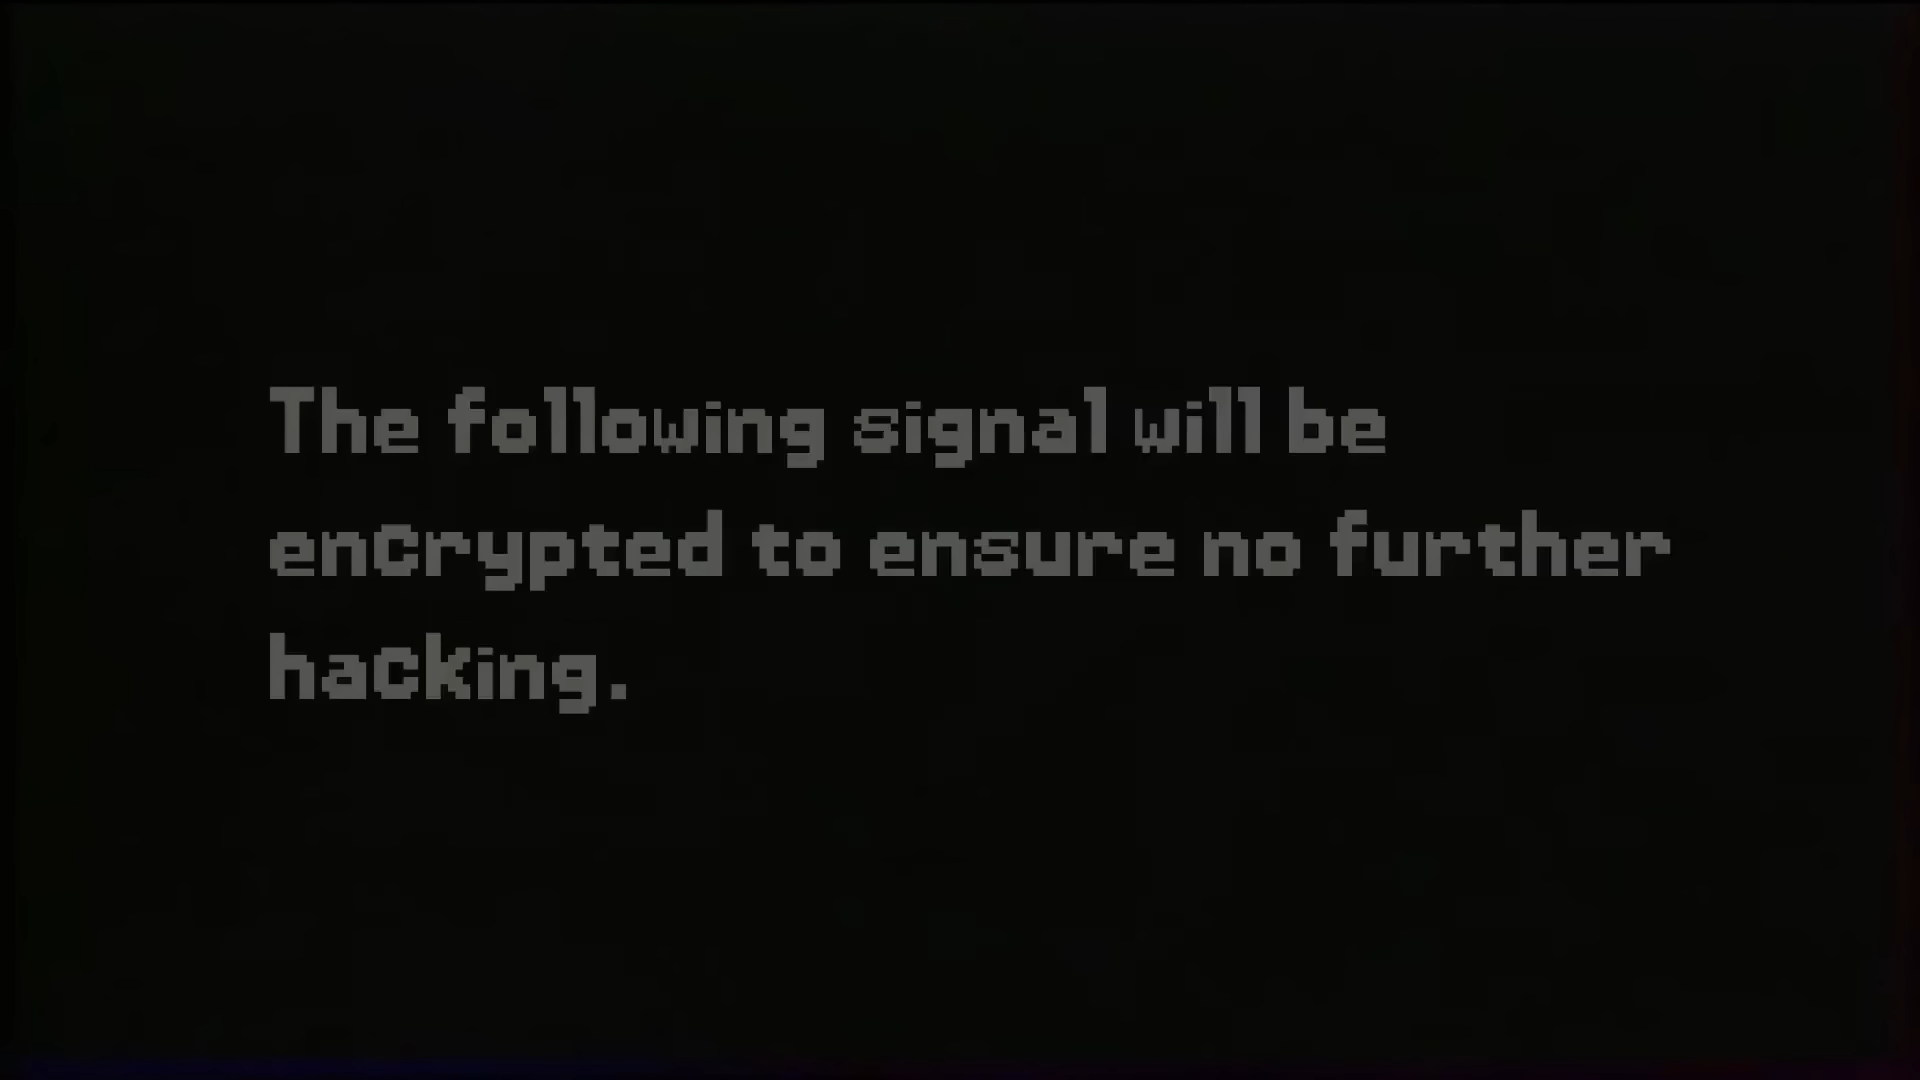 The following signal will be
encrypted to ensure no further
hacking.